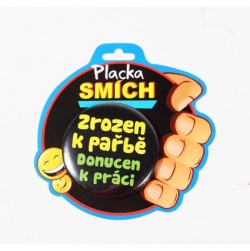 Placka
SMÍCH
Zrozen
k pařbě
Donucen
k práci